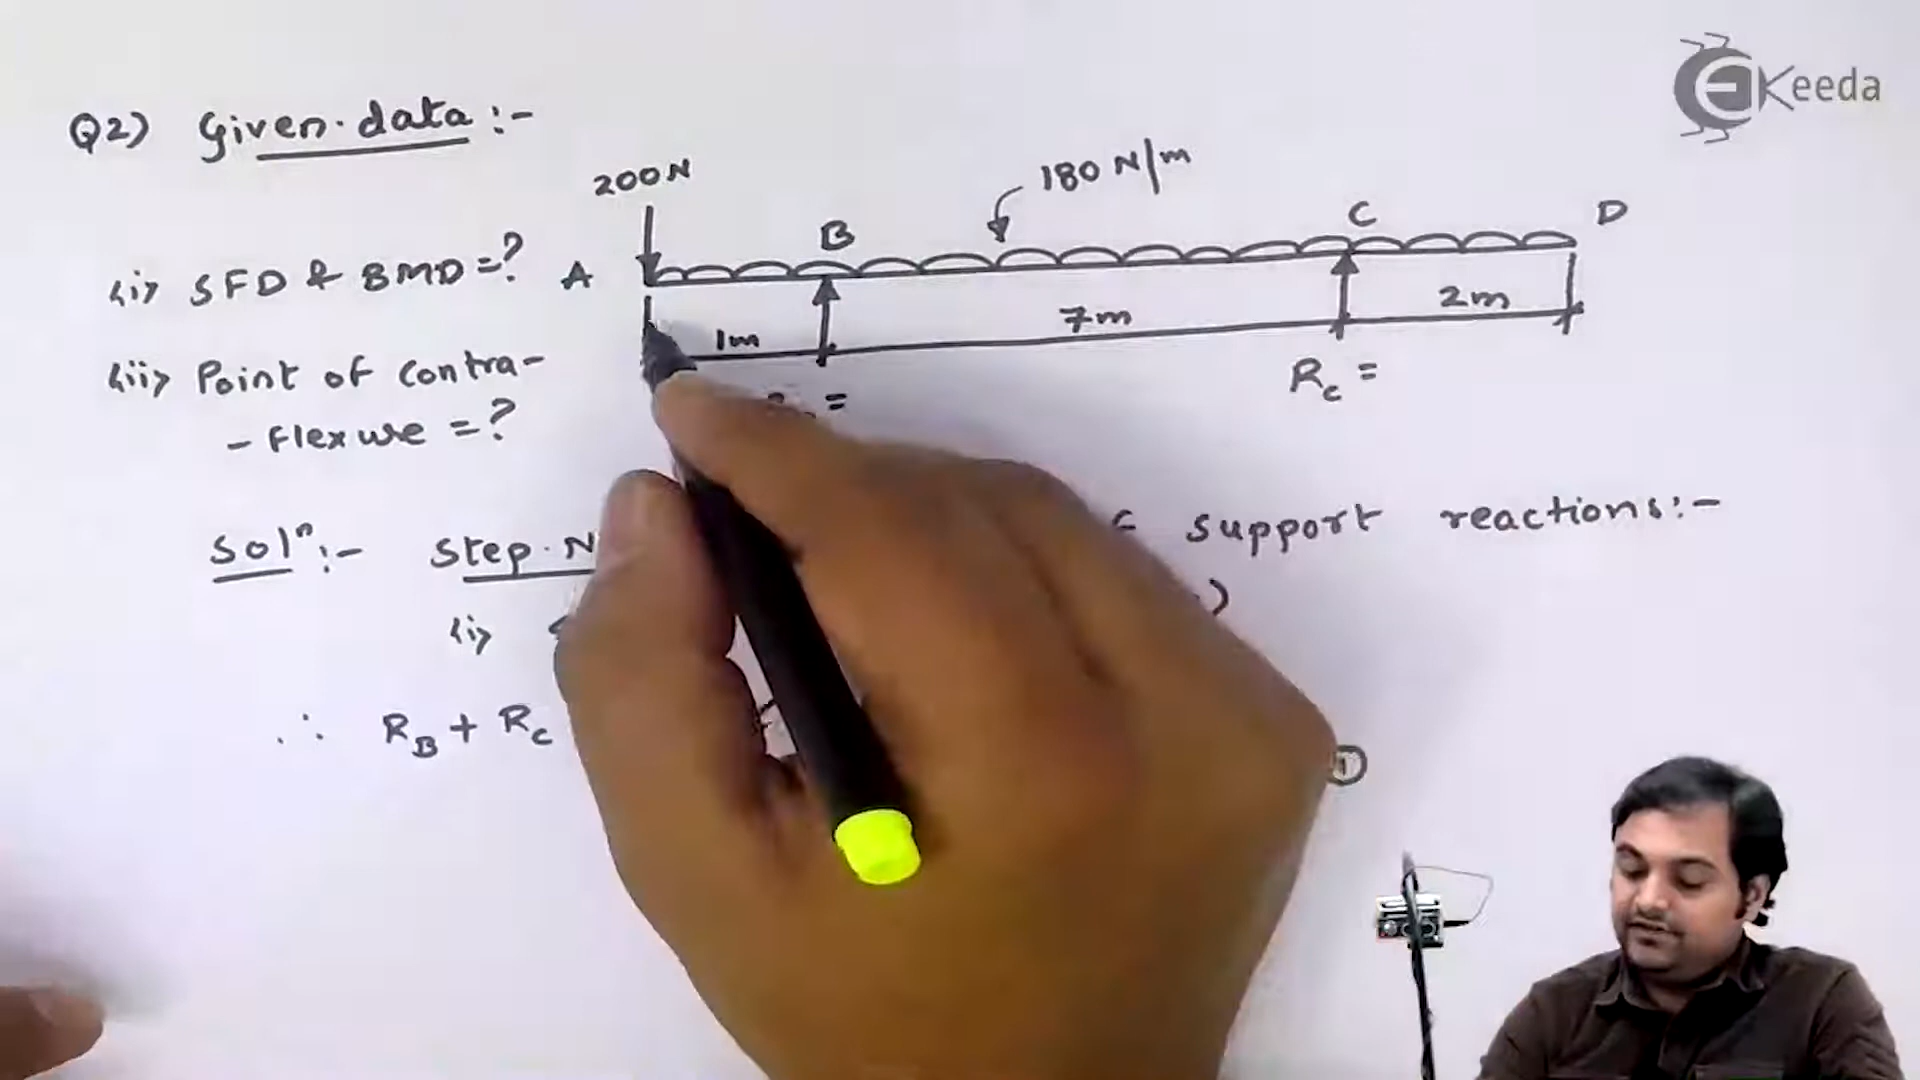 EKeeda
Q2) Given data :-
200N
180 N/m
A B C D
1m 7m 2m
=
Rc =
(i) SFD & BMD = ?
(ii) Point of contra-
- flexure = ?
Solⁿ :- Step support reactions :-
(i)
∴ RB + Rc
①